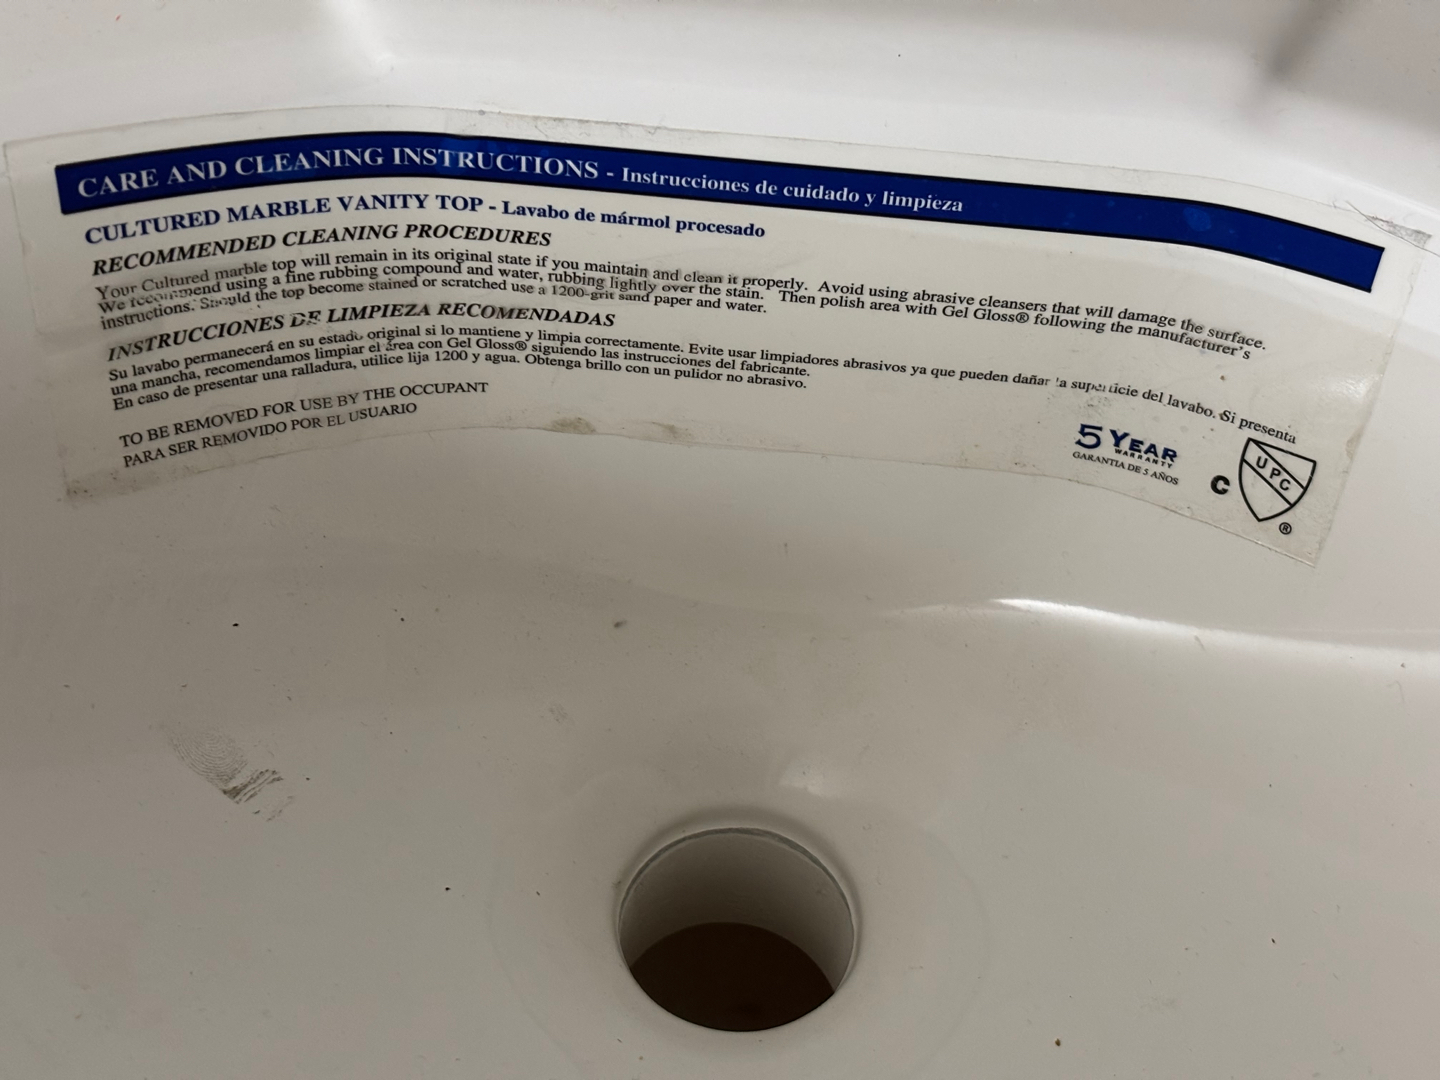 CARE AND CLEANING INSTRUCTIONS - Instrucciones de cuidado y limpieza
CULTURED MARBLE VANITY TOP - Lavabo de mármol procesado
RECOMMENDED CLEANING PROCEDURES
Your Cultured marble top will remain in its original state if you maintain and clean it properly. Avoid using abrasive cleansers that will damage the surface.
We recommend using a fine rubbing compound and water, rubbing lightly over the stain. Then polish area with Gel Gloss® following the manufacturer's
instructions. Should the top become stained or scratched use a 1200-grit sand paper and water.
INSTRUCCIONES DE LIMPIEZA RECOMENDADAS
Su lavabo permanecerá en su estado original si lo mantiene y limpia correctamente. Evite usar limpiadores abrasivos ya que pueden dañar la superficie del lavabo. Si presenta
una mancha, recomendamos limpiar el área con Gel Gloss® siguiendo las instrucciones del fabricante.
En caso de presentar una ralladura, utilice lija 1200 y agua. Obtenga brillo con un pulidor no abrasivo.
TO BE REMOVED FOR USE BY THE OCCUPANT
PARA SER REMOVIDO POR EL USUARIO
5 YEAR
WARRANTY
GARANTIA DE 5 AÑOS
C UPC ®